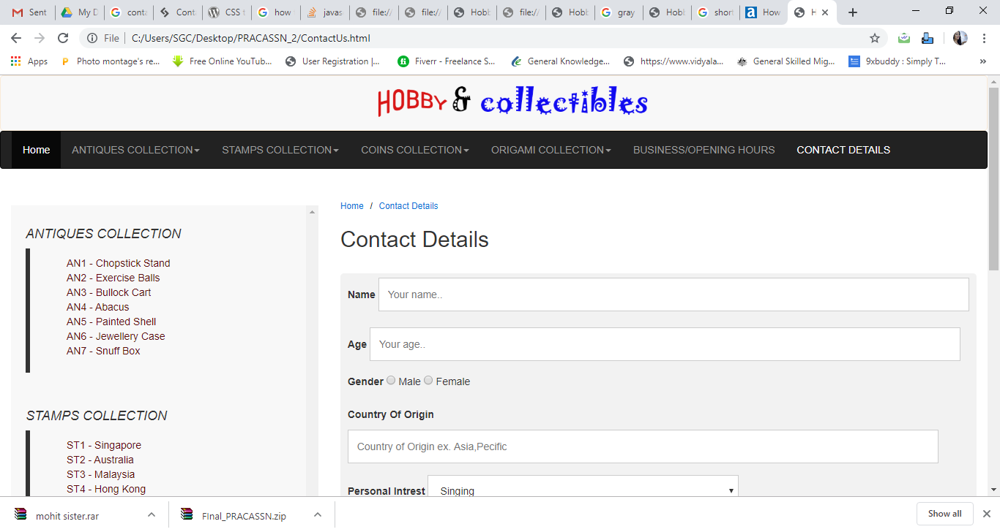 Sent
My D
conta
Cont
CSS t
how
javas
file:/
file:/
Hobb
file:/
Hobb
gray
Hobb
short
How
H
File
C:/Users/SGC/Desktop/PRACASSN_2/ContactUs.html
Apps
Photo montage's re...
Free Online YouTub...
User Registration |...
Fiverr - Freelance S...
General Knowledge...
https://www.vidyala...
General Skilled Mig...
9xbuddy : Simply T...
»
HOBBy & collectibles
Home
ANTIQUES COLLECTION
STAMPS COLLECTION
COINS COLLECTION
ORIGAMI COLLECTION
BUSINESS/OPENING HOURS
CONTACT DETAILS
ANTIQUES COLLECTION
AN1 - Chopstick Stand
AN2 - Exercise Balls
AN3 - Bullock Cart
AN4 - Abacus
AN5 - Painted Shell
AN6 - Jewellery Case
AN7 - Snuff Box
STAMPS COLLECTION
ST1 - Singapore
ST2 - Australia
ST3 - Malaysia
ST4 - Hong Kong
Home / Contact Details
Contact Details
Name Your name..
Age Your age..
Gender Male Female
Country Of Origin
Country of Origin ex. Asia,Pecific
Personal Intrest Singing
mohit sister.rar
FInal_PRACASSN.zip
Show all